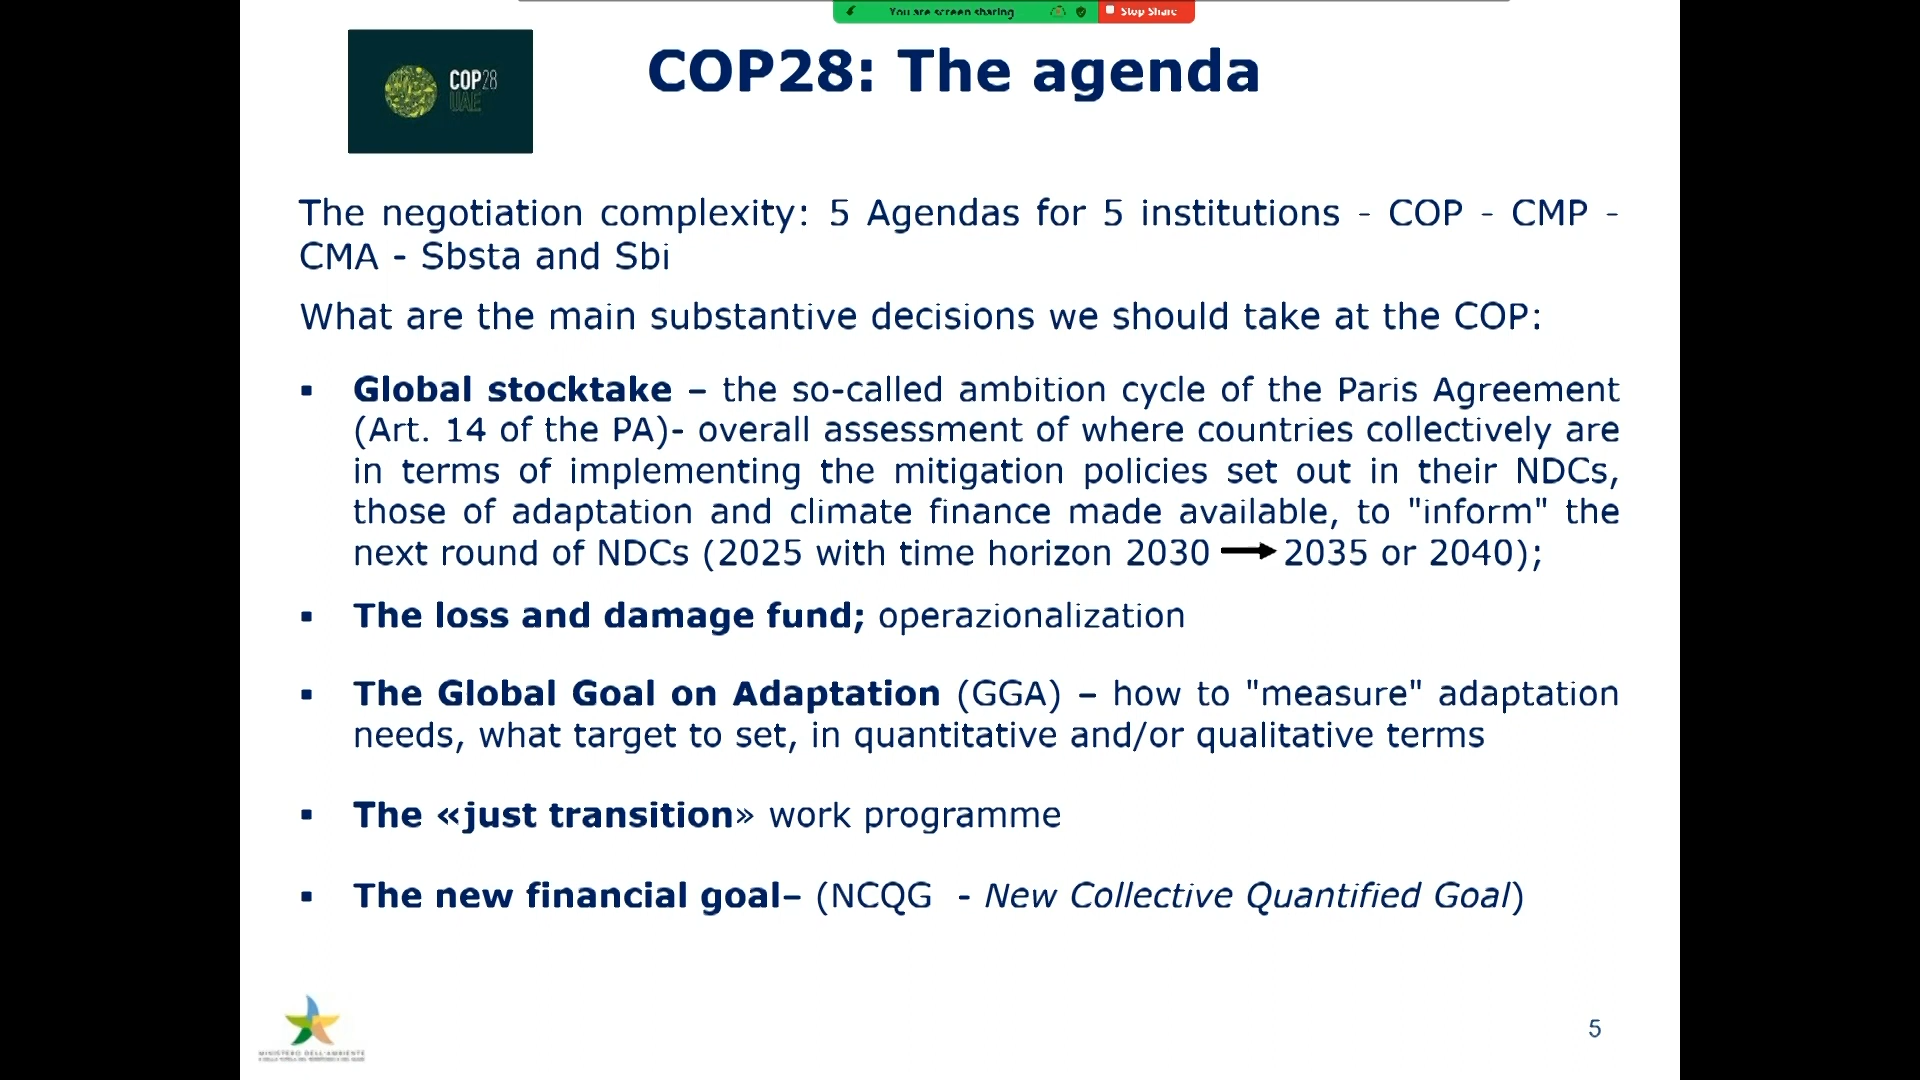 You are screen sharing
Stop Share
COP28
UAE
COP28: The agenda
The negotiation complexity: 5 Agendas for 5 institutions - COP - CMP -
CMA - Sbsta and Sbi
What are the main substantive decisions we should take at the COP:
▪ Global stocktake – the so-called ambition cycle of the Paris Agreement
(Art. 14 of the PA)- overall assessment of where countries collectively are
in terms of implementing the mitigation policies set out in their NDCs,
those of adaptation and climate finance made available, to "inform" the
next round of NDCs (2025 with time horizon 2030 → 2035 or 2040);
▪ The loss and damage fund; operazionalization
▪ The Global Goal on Adaptation (GGA) – how to "measure" adaptation
needs, what target to set, in quantitative and/or qualitative terms
▪ The «just transition» work programme
▪ The new financial goal– (NCQG - New Collective Quantified Goal)
MINISTERO DELL'AMBIENTE
5